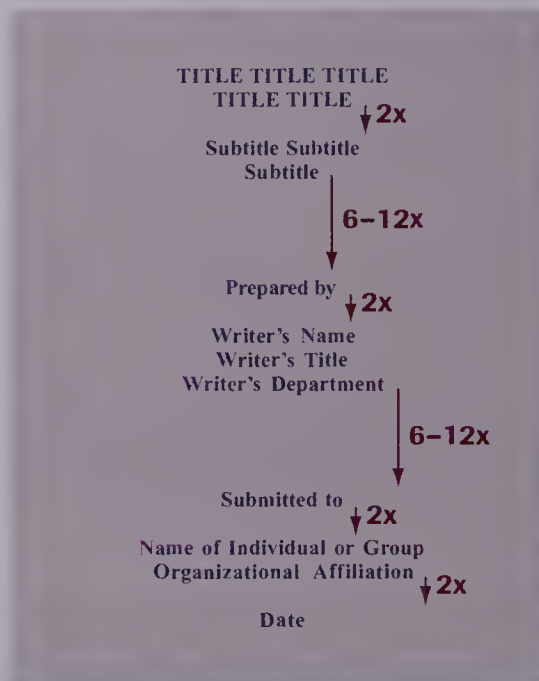 TITLE TITLE TITLE
TITLE TITLE
2x
Subtitle Subtitle
Subtitle
6–12x
Prepared by
2x
Writer's Name
Writer's Title
Writer's Department
6–12x
Submitted to
2x
Name of Individual or Group
Organizational Affiliation
2x
Date